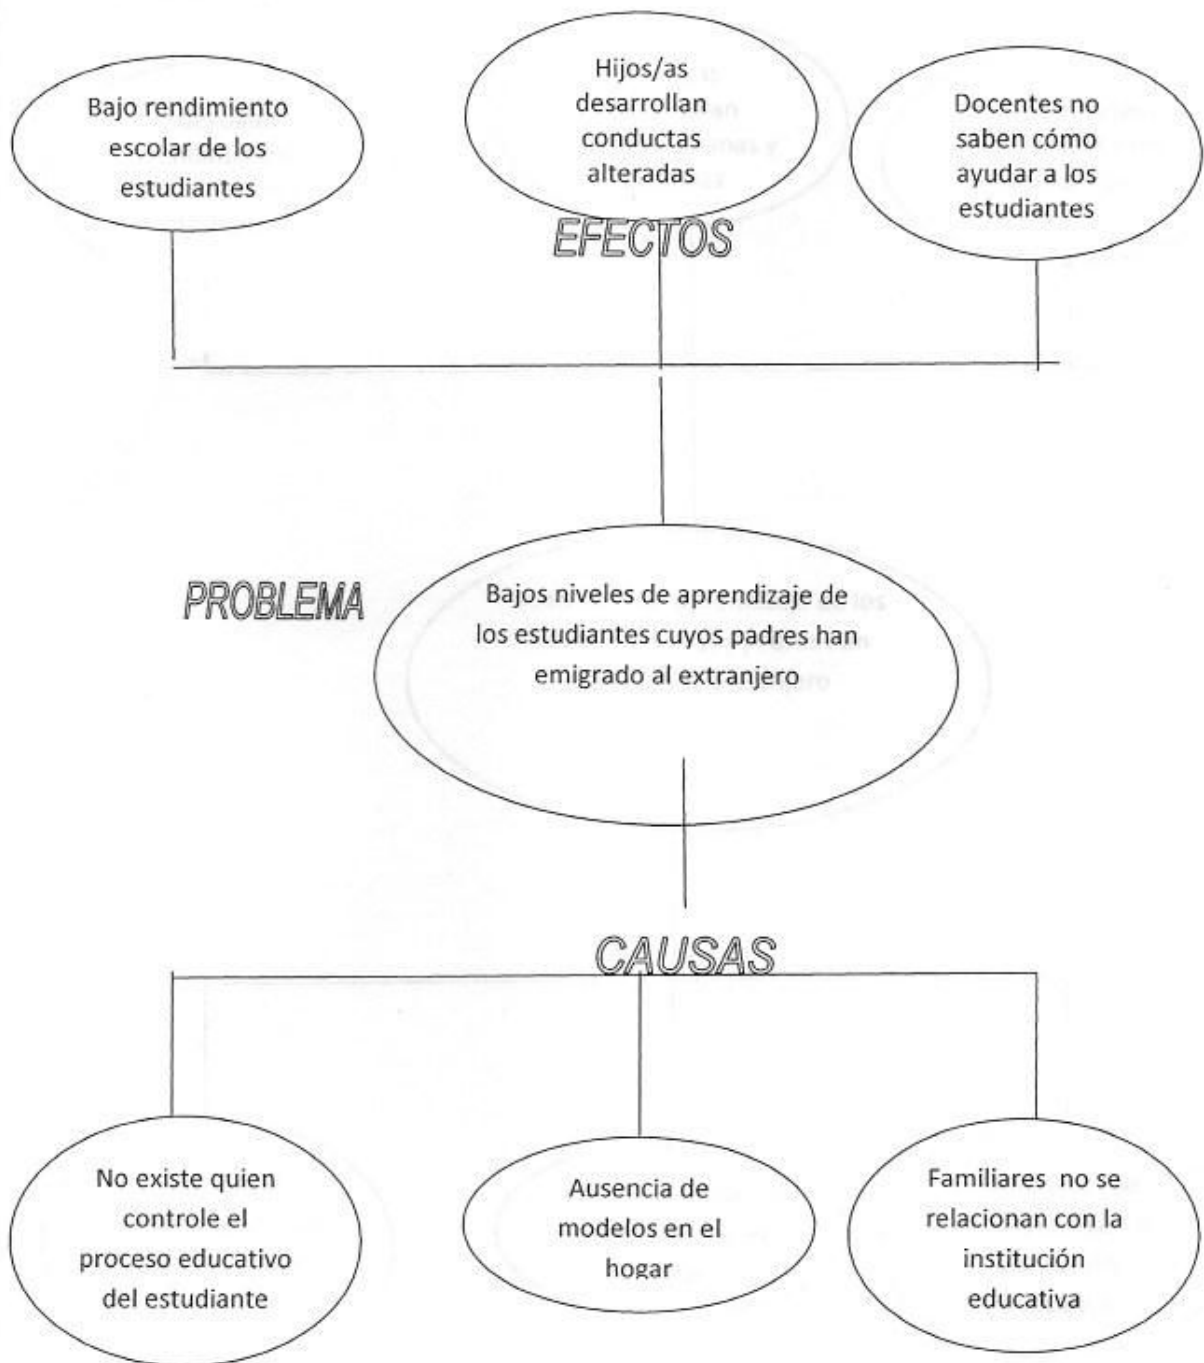 Bajo rendimiento
escolar de los
estudiantes
Hijos/as
desarrollan
conductas
alteradas
Docentes no
saben cómo
ayudar a los
estudiantes
EFECTOS
PROBLEMA
Bajos niveles de aprendizaje de
los estudiantes cuyos padres han
emigrado al extranjero
CAUSAS
No existe quien
controle el
proceso educativo
del estudiante
Ausencia de
modelos en el
hogar
Familiares no se
relacionan con la
institución
educativa